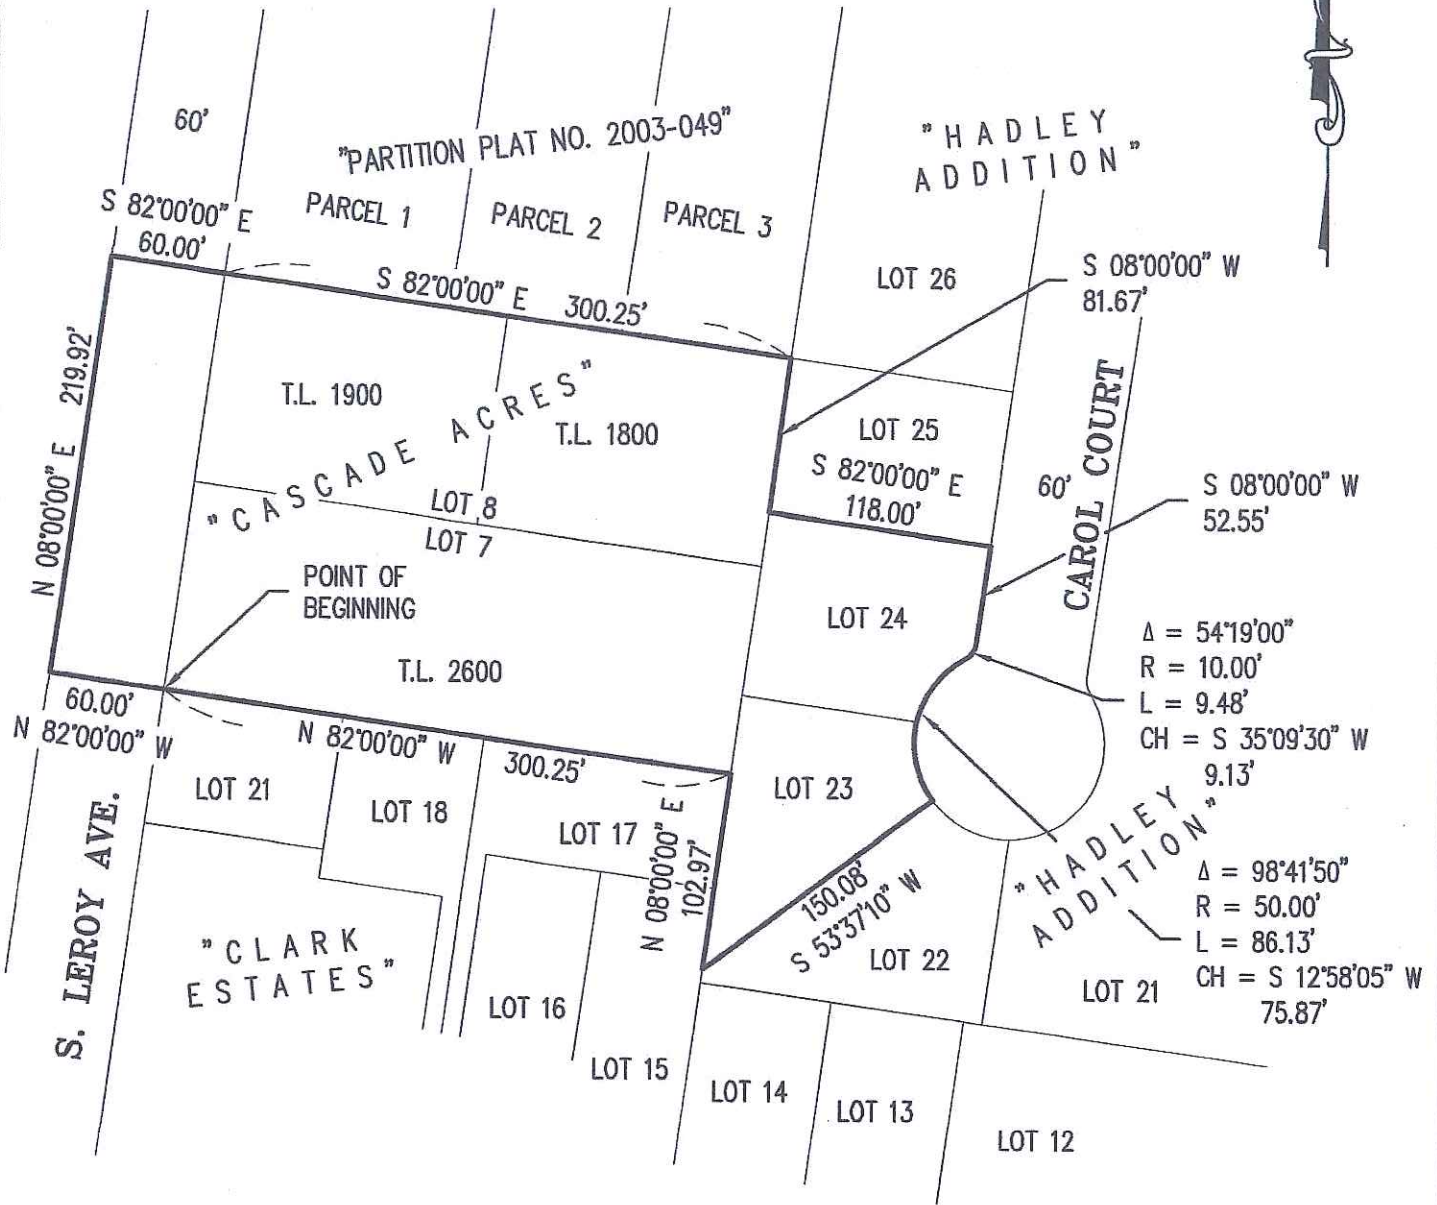 60'
"PARTITION PLAT NO. 2003-049"
"HADLEY
ADDITION"
S 82°00'00" E
60.00'
PARCEL 1
PARCEL 2
PARCEL 3
LOT 26
S 08°00'00" W
81.67'
S 82°00'00" E 300.25'
N 08°00'00" E 219.92'
T.L. 1900
"CASCADE ACRES"
T.L. 1800
LOT 25
S 82°00'00" E
118.00'
60'
CAROL COURT
S 08°00'00" W
52.55'
LOT 8
LOT 7
POINT OF
BEGINNING
LOT 24
Δ = 54°19'00"
R = 10.00'
L = 9.48'
CH = S 35°09'30" W
9.13'
T.L. 2600
60.00'
N 82°00'00" W
N 82°00'00" W
300.25'
LOT 21
LOT 18
LOT 17
LOT 23
N 08°00'00" E
102.97'
150.08'
S 53°37'10" W
"HADLEY
ADDITION"
Δ = 98°41'50"
R = 50.00'
L = 86.13'
CH = S 12°58'05" W
75.87'
S. LEROY AVE.
"CLARK
ESTATES"
LOT 22
LOT 21
LOT 16
LOT 15
LOT 14
LOT 13
LOT 12